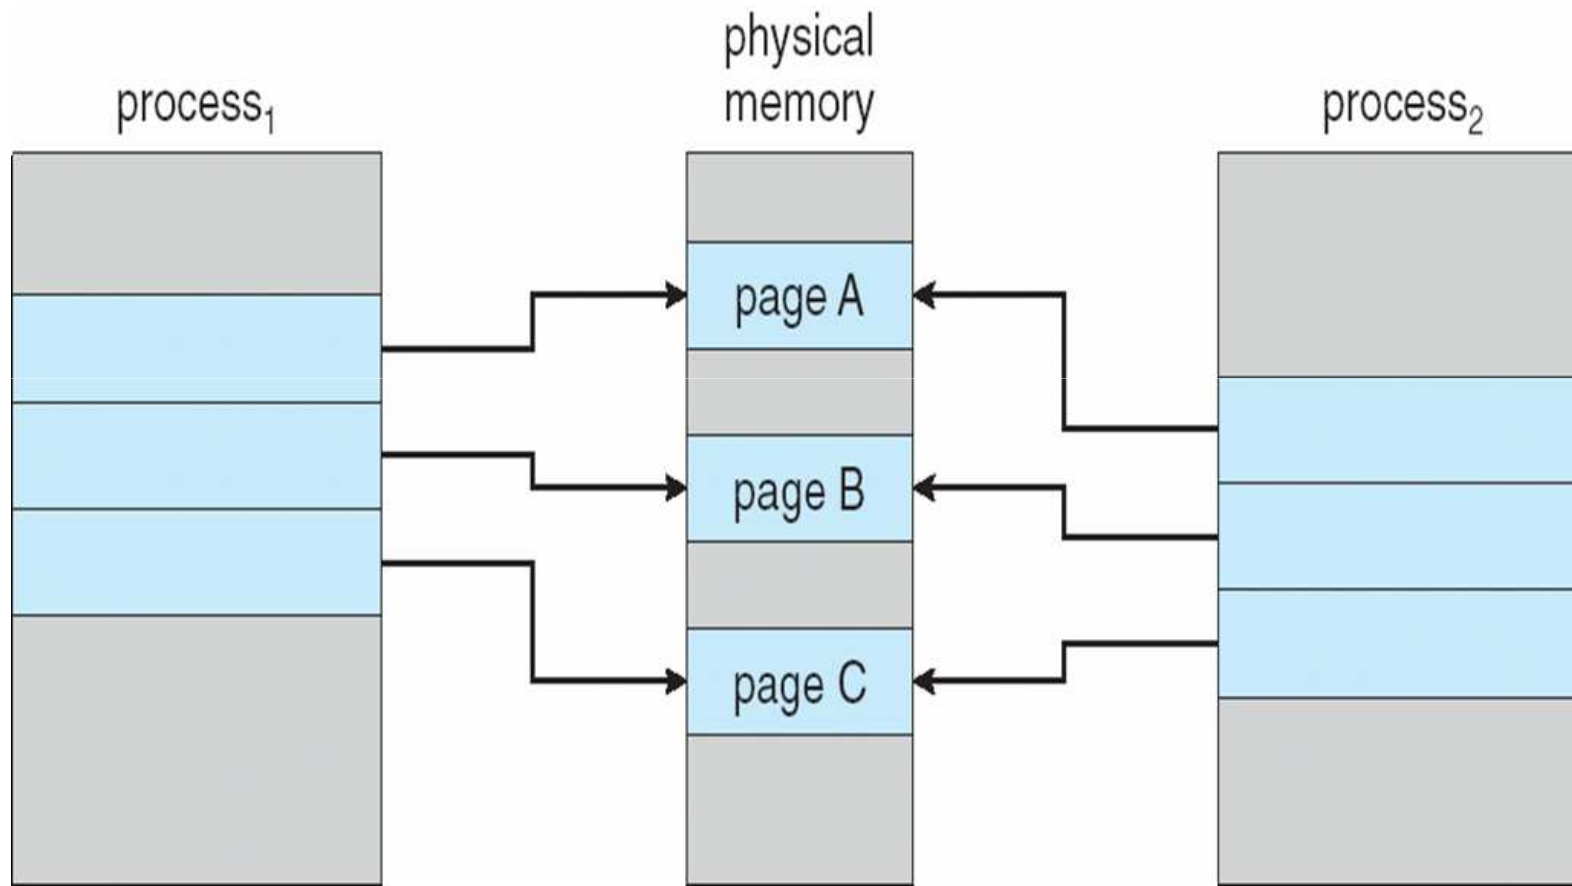 physical
memory
process₁
process₂
page A
page B
page C